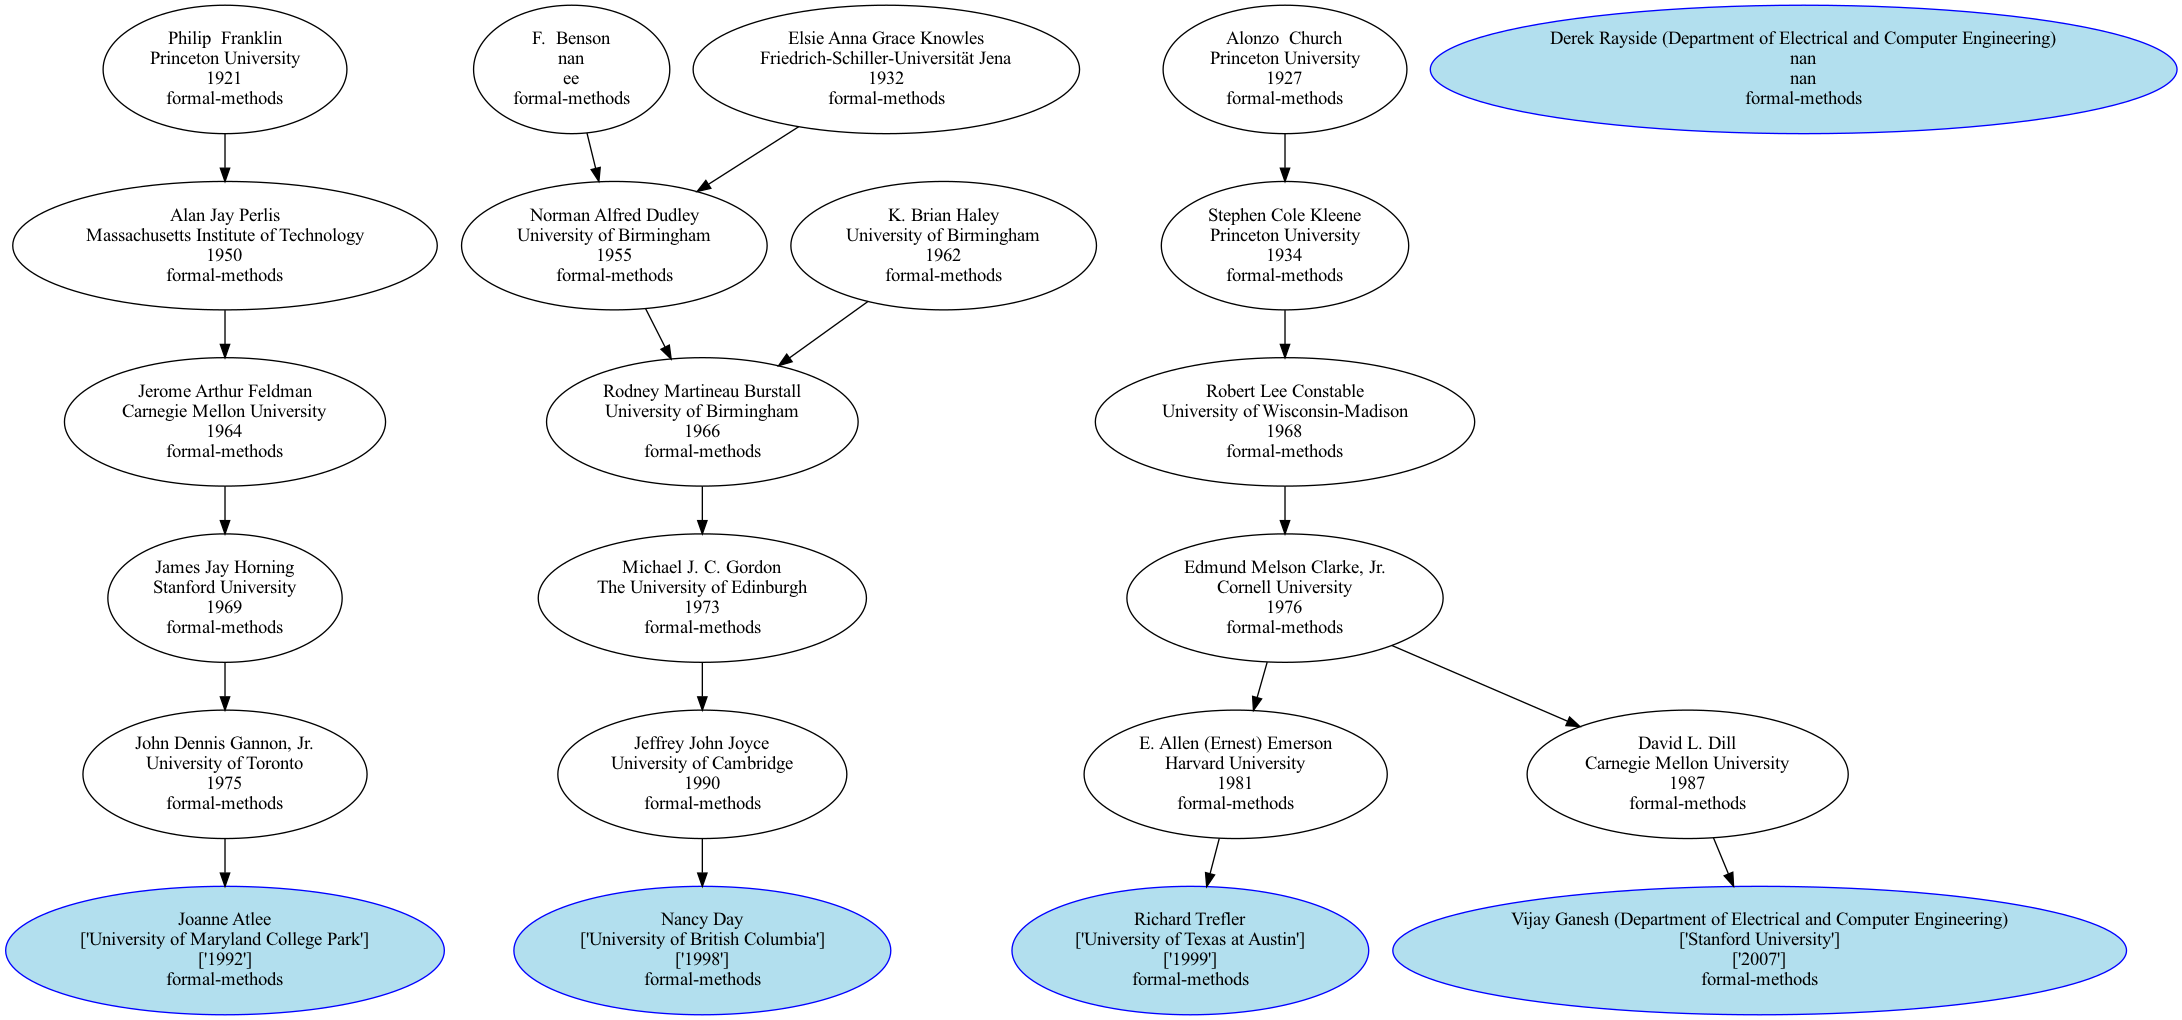 Philip  Franklin
Princeton University
1921
formal-methods
F.  Benson
nan
ee
formal-methods
Elsie Anna Grace Knowles
Friedrich-Schiller-Universität Jena
1932
formal-methods
Alonzo  Church
Princeton University
1927
formal-methods
Derek Rayside (Department of Electrical and Computer Engineering)
nan
nan
formal-methods
Alan Jay Perlis
Massachusetts Institute of Technology
1950
formal-methods
Norman Alfred Dudley
University of Birmingham
1955
formal-methods
K. Brian Haley
University of Birmingham
1962
formal-methods
Stephen Cole Kleene
Princeton University
1934
formal-methods
Jerome Arthur Feldman
Carnegie Mellon University
1964
formal-methods
Rodney Martineau Burstall
University of Birmingham
1966
formal-methods
Robert Lee Constable
University of Wisconsin-Madison
1968
formal-methods
James Jay Horning
Stanford University
1969
formal-methods
Michael J. C. Gordon
The University of Edinburgh
1973
formal-methods
Edmund Melson Clarke, Jr.
Cornell University
1976
formal-methods
John Dennis Gannon, Jr.
University of Toronto
1975
formal-methods
Jeffrey John Joyce
University of Cambridge
1990
formal-methods
E. Allen (Ernest) Emerson
Harvard University
1981
formal-methods
David L. Dill
Carnegie Mellon University
1987
formal-methods
Joanne Atlee
['University of Maryland College Park']
['1992']
formal-methods
Nancy Day
['University of British Columbia']
['1998']
formal-methods
Richard Trefler
['University of Texas at Austin']
['1999']
formal-methods
Vijay Ganesh (Department of Electrical and Computer Engineering)
['Stanford University']
['2007']
formal-methods